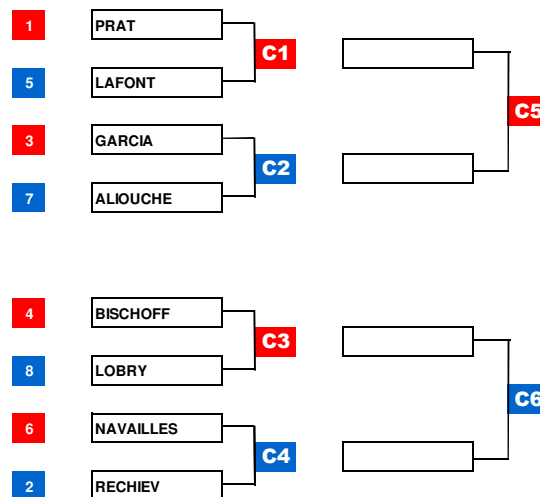 1 PRAT
C1
5 LAFONT
C5
3 GARCIA
C2
7 ALIOUCHE
4 BISCHOFF
C3
8 LOBRY
C6
6 NAVAILLES
C4
2 RECHIEV